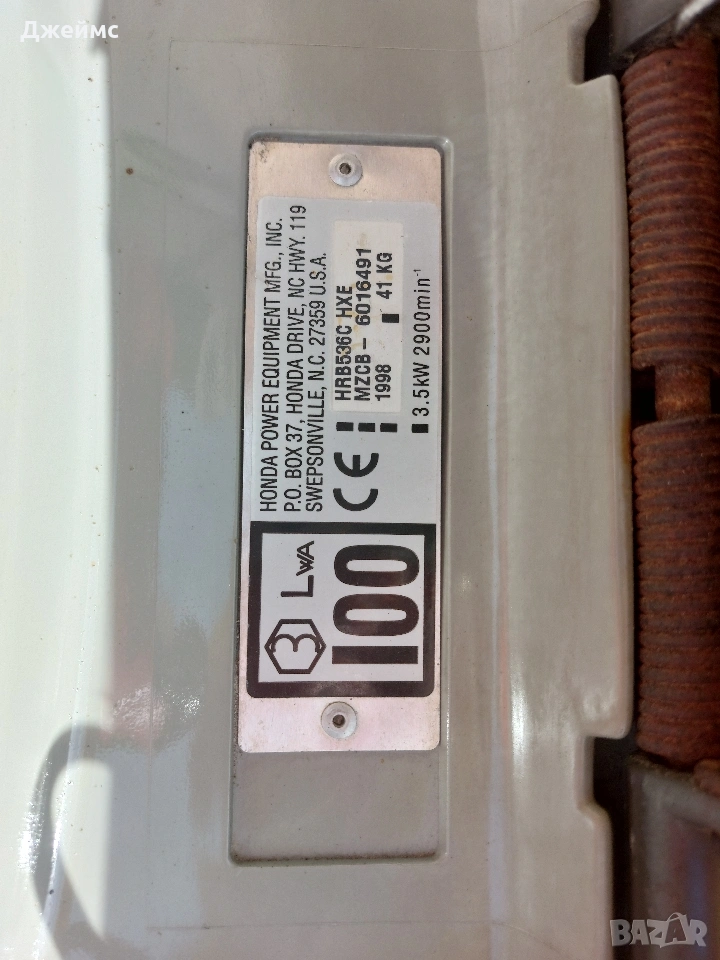 Джеймс
HONDA POWER EQUIPMENT MFG., INC.
P.O. BOX 37, HONDA DRIVE, NC HWY. 119
SWEPSONVILLE, N.C. 27359 U.S.A.
HRB536C HXE
MZCB - 6016491
1998 41 KG
3.5kW 2900min⁻¹
CE
3 LWA
100
BAZAR